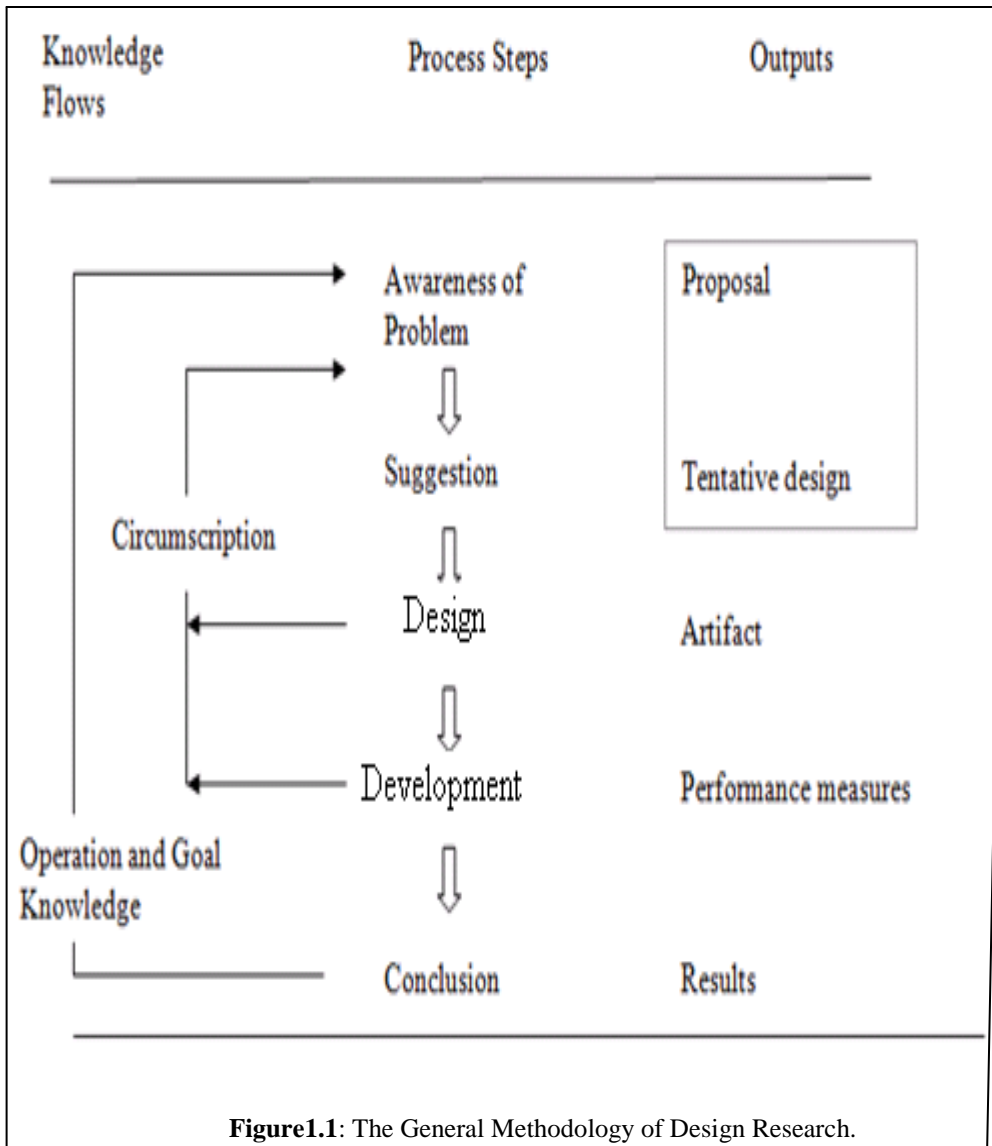 Knowledge
Flows
Process Steps
Outputs
Awareness of
Problem
Proposal
Suggestion
Tentative design
Circumscription
Design
Artifact
Development
Performance measures
Operation and Goal
Knowledge
Conclusion
Results
Figure1.1: The General Methodology of Design Research.